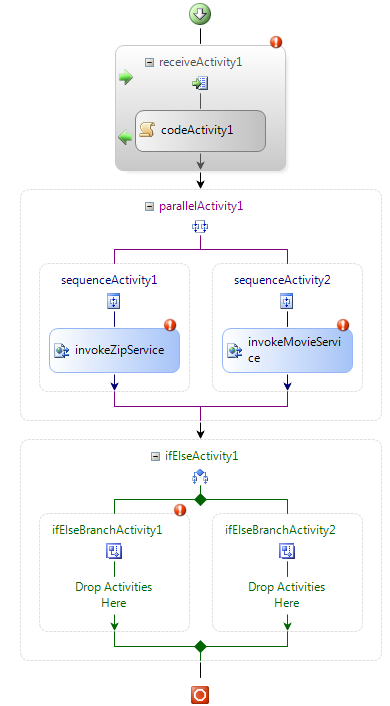 receiveActivity1
codeActivity1
parallelActivity1
sequenceActivity1
sequenceActivity2
invokeZipService
invokeMovieServi
ce
ifElseActivity1
ifElseBranchActivity1
ifElseBranchActivity2
Drop Activities
Here
Drop Activities
Here